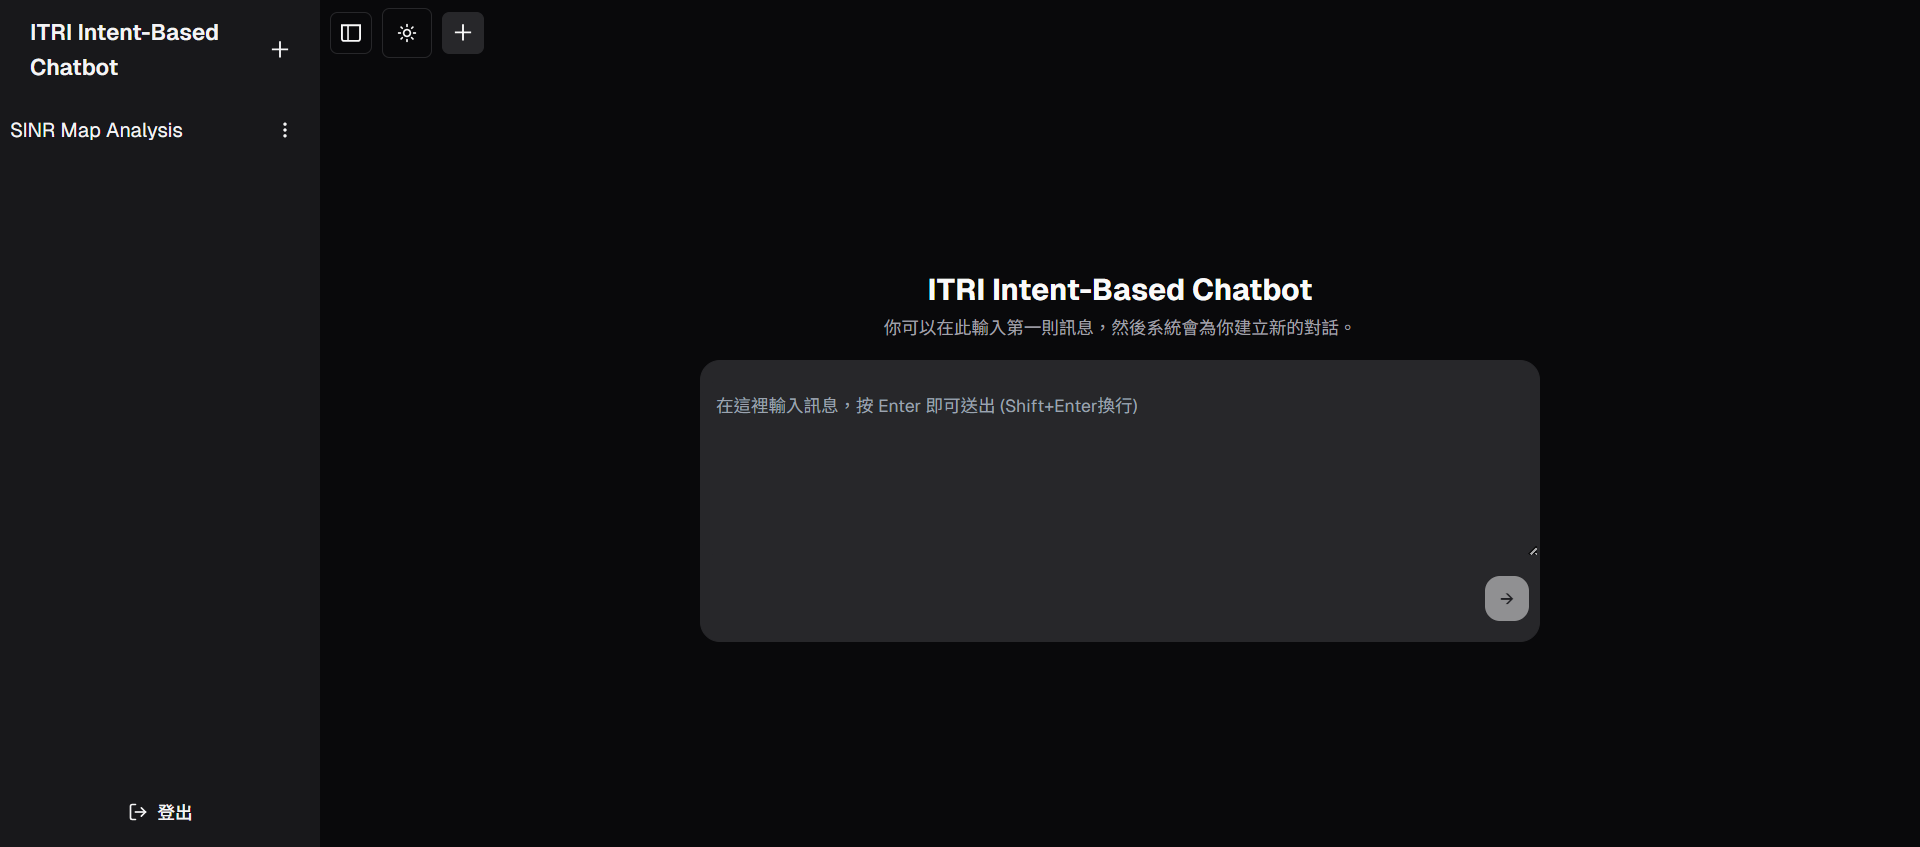 ITRI Intent-Based
Chatbot
SINR Map Analysis
ITRI Intent-Based Chatbot
你可以在此輸入第一則訊息，然後系統會為你建立新的對話。
在這裡輸入訊息，按 Enter 即可送出 (Shift+Enter換行)
登出